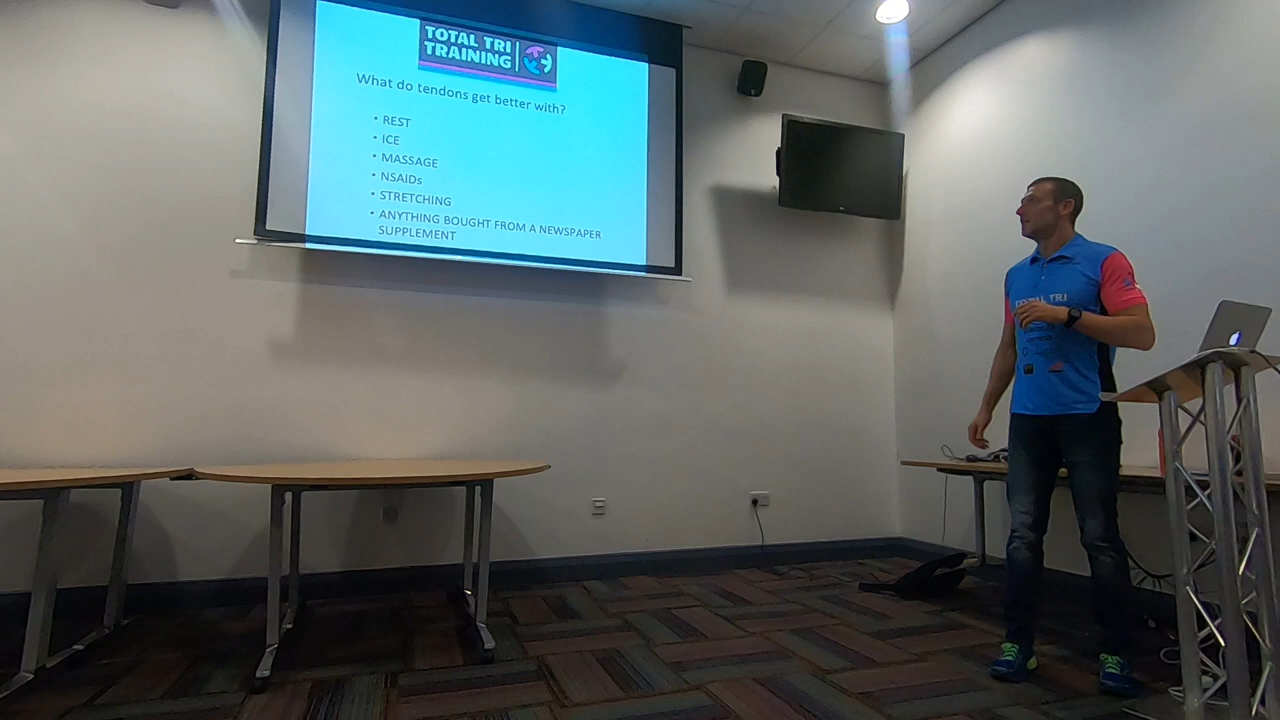 TOTAL TRI
TRAINING
What do tendons get better with?
• REST
• ICE
• MASSAGE
• NSAIDs
• STRETCHING
• ANYTHING BOUGHT FROM A NEWSPAPER
SUPPLEMENT
TOTAL TRI